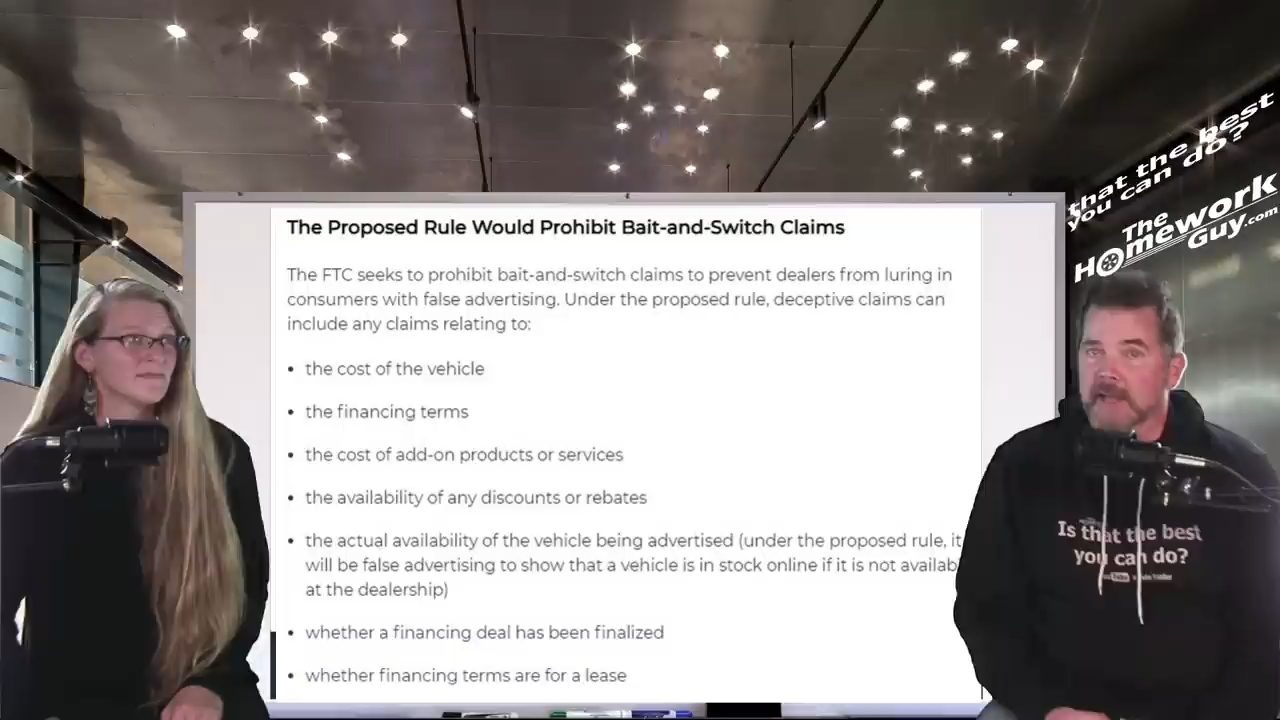 The Proposed Rule Would Prohibit Bait-and-Switch Claims
The FTC seeks to prohibit bait-and-switch claims to prevent dealers from luring in
consumers with false advertising. Under the proposed rule, deceptive claims can
include any claims relating to:
• the cost of the vehicle
• the financing terms
• the cost of add-on products or services
• the availability of any discounts or rebates
• the actual availability of the vehicle being advertised (under the proposed rule, it
will be false advertising to show that a vehicle is in stock online if it is not availab
at the dealership)
• whether a financing deal has been finalized
• whether financing terms are for a lease
that the best
you can do?
The
Homework
Guy.com
Is that the best
you can do?